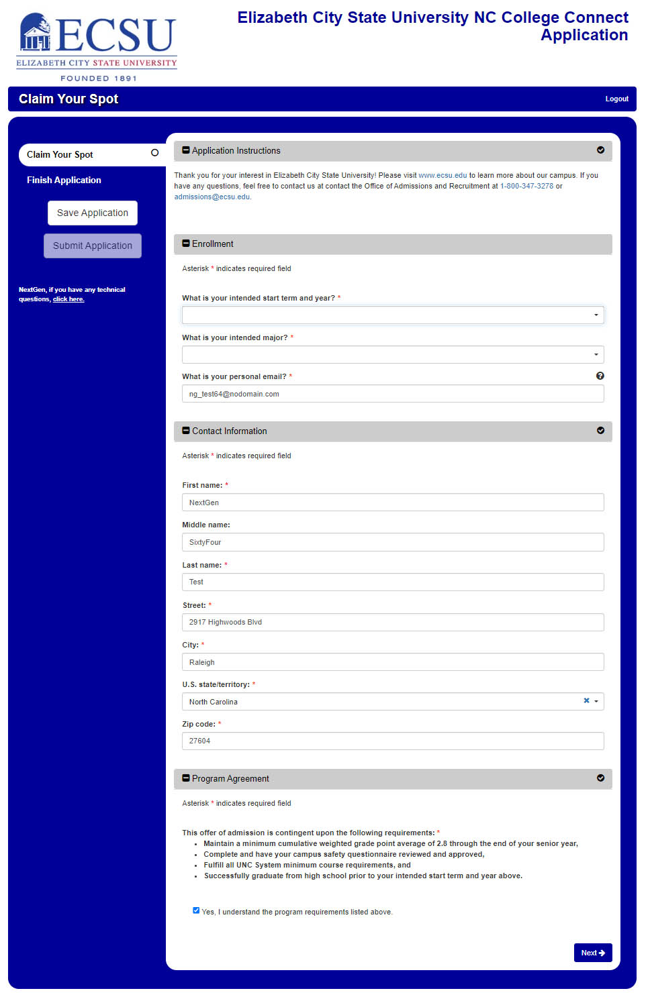 ECSU
ELIZABETH CITY STATE UNIVERSITY
FOUNDED 1891
Elizabeth City State University NC College Connect
Application
Claim Your Spot
Logout
Claim Your Spot
Finish Application
Save Application
Submit Application
NextGen, if you have any technical
questions, click here.
Application Instructions
Thank you for your interest in Elizabeth City State University! Please visit www.ecsu.edu to learn more about our campus. If you
have any questions, feel free to contact us at contact the Office of Admissions and Recruitment at 1-800-347-3278 or
admissions@ecsu.edu.
Enrollment
Asterisk * indicates required field
What is your intended start term and year? *
What is your intended major? *
What is your personal email? *
ng_test64@nodomain.com
Contact Information
Asterisk * indicates required field
First name: *
NextGen
Middle name:
SixtyFour
Last name: *
Test
Street: *
2917 Highwoods Blvd
City: *
Raleigh
U.S. state/territory: *
North Carolina
Zip code: *
27604
Program Agreement
Asterisk * indicates required field
This offer of admission is contingent upon the following requirements: *
• Maintain a minimum cumulative weighted grade point average of 2.8 through the end of your senior year,
• Complete and have your campus safety questionnaire reviewed and approved,
• Fulfill all UNC System minimum course requirements, and
• Successfully graduate from high school prior to your intended start term and year above.
Yes, I understand the program requirements listed above.
Next